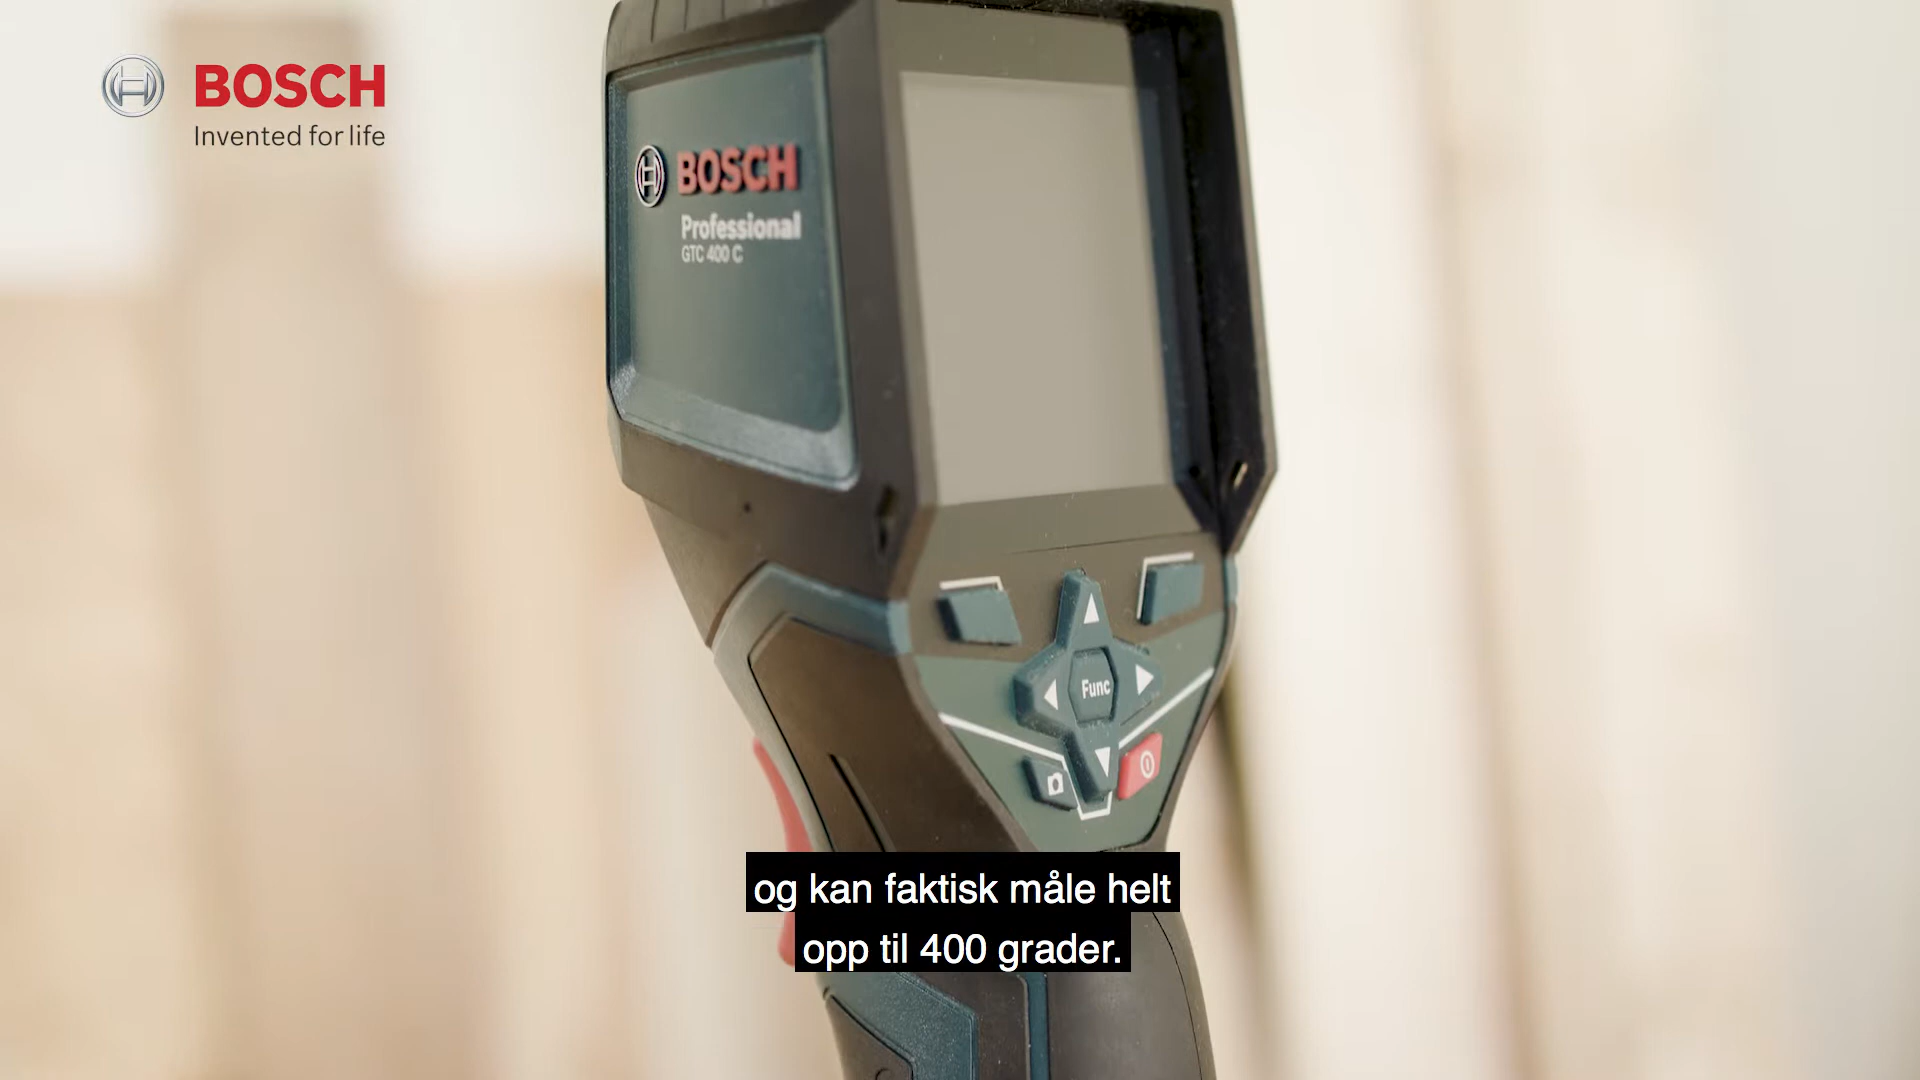 BOSCH
Invented for life
BOSCH
Professional
GTC 400 C
Func
og kan faktisk måle helt
opp til 400 grader.